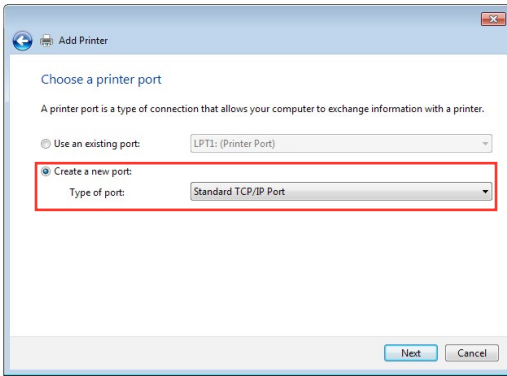 Add Printer
Choose a printer port
A printer port is a type of connection that allows your computer to exchange information with a printer.
Use an existing port: LPT1: (Printer Port)
Create a new port:
Type of port: Standard TCP/IP Port
Next Cancel